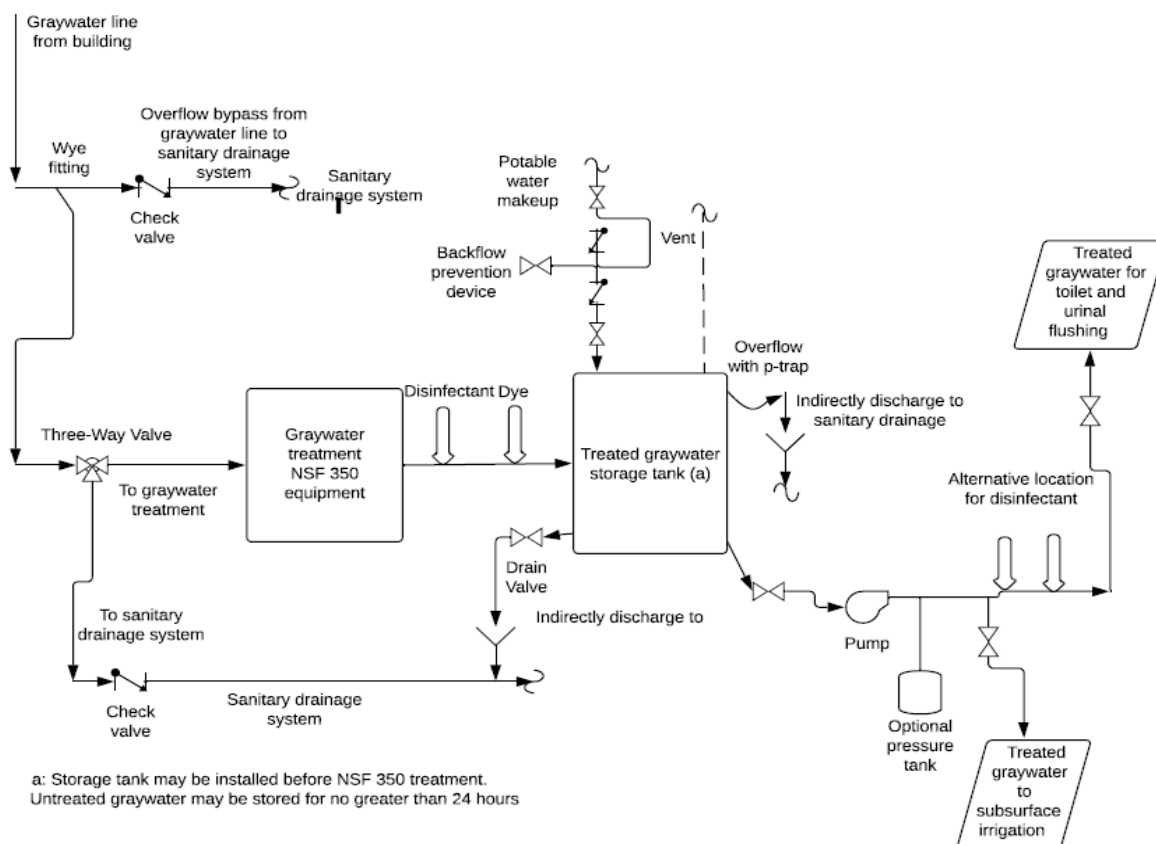 Graywater line
from building
Overflow bypass from
graywater line to
sanitary drainage
system
Wye
fitting
Sanitary
drainage system
Check
valve
Potable
water
makeup
Vent
Backflow
prevention
device
Treated
graywater for
toilet and
urinal
flushing
Overflow
with p-trap
Indirectly discharge to
sanitary drainage
Disinfectant Dye
Three-Way Valve
To graywater
treatment
Graywater
treatment
NSF 350
equipment
Treated graywater
storage tank (a)
Alternative location
for disinfectant
Drain
Valve
Indirectly discharge to
To sanitary
drainage system
Pump
Check
valve
Sanitary drainage
system
Optional
pressure
tank
Treated
graywater
to
subsurface
irrigation
a: Storage tank may be installed before NSF 350 treatment.
Untreated graywater may be stored for no greater than 24 hours